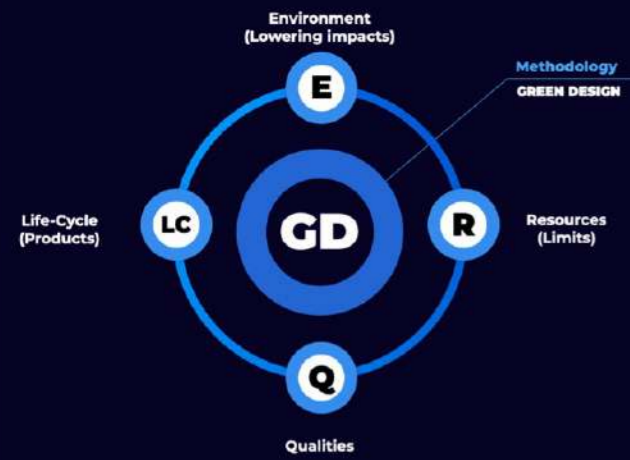 Environment
(Lowering impacts)
E
Methodology
GREEN DESIGN
Life-Cycle
(Products)
LC
GD
R
Resources
(Limits)
Q
Qualities